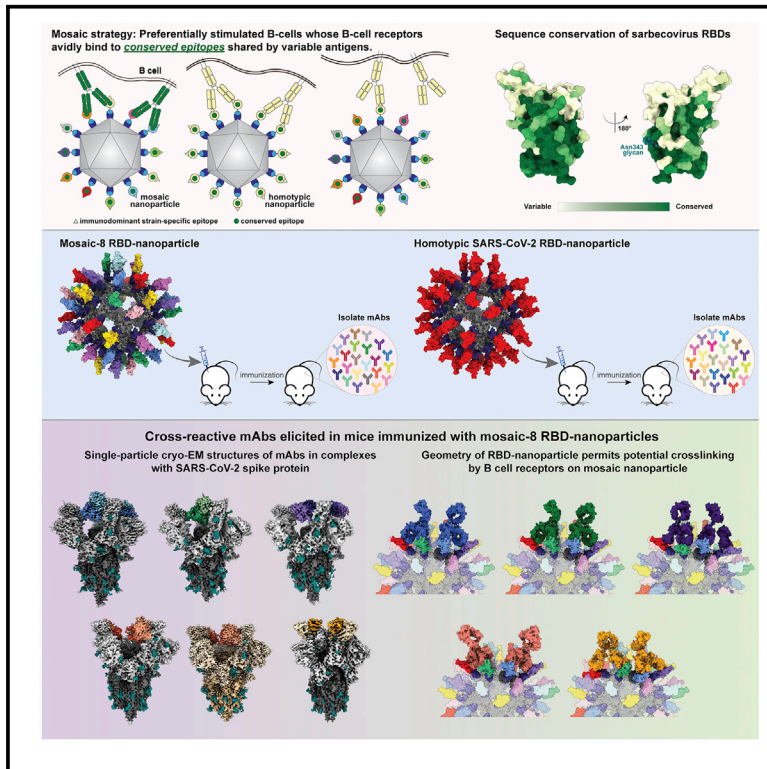 Mosaic strategy: Preferentially stimulated B-cells whose B-cell receptors
avidly bind to conserved epitopes shared by variable antigens.
B cell
mosaic
nanoparticle
homotypic
nanoparticle
△ immunodominant strain-specific epitope ● conserved epitope
Sequence conservation of sarbecovirus RBDs
180°
Asn343
glycan
Variable Conserved
Mosaic-8 RBD-nanoparticle
Isolate mAbs
immunization
Homotypic SARS-CoV-2 RBD-nanoparticle
Isolate mAbs
immunization
Cross-reactive mAbs elicited in mice immunized with mosaic-8 RBD-nanoparticles
Single-particle cryo-EM structures of mAbs in complexes
with SARS-CoV-2 spike protein
Geometry of RBD-nanoparticle permits potential crosslinking
by B cell receptors on mosaic nanoparticle